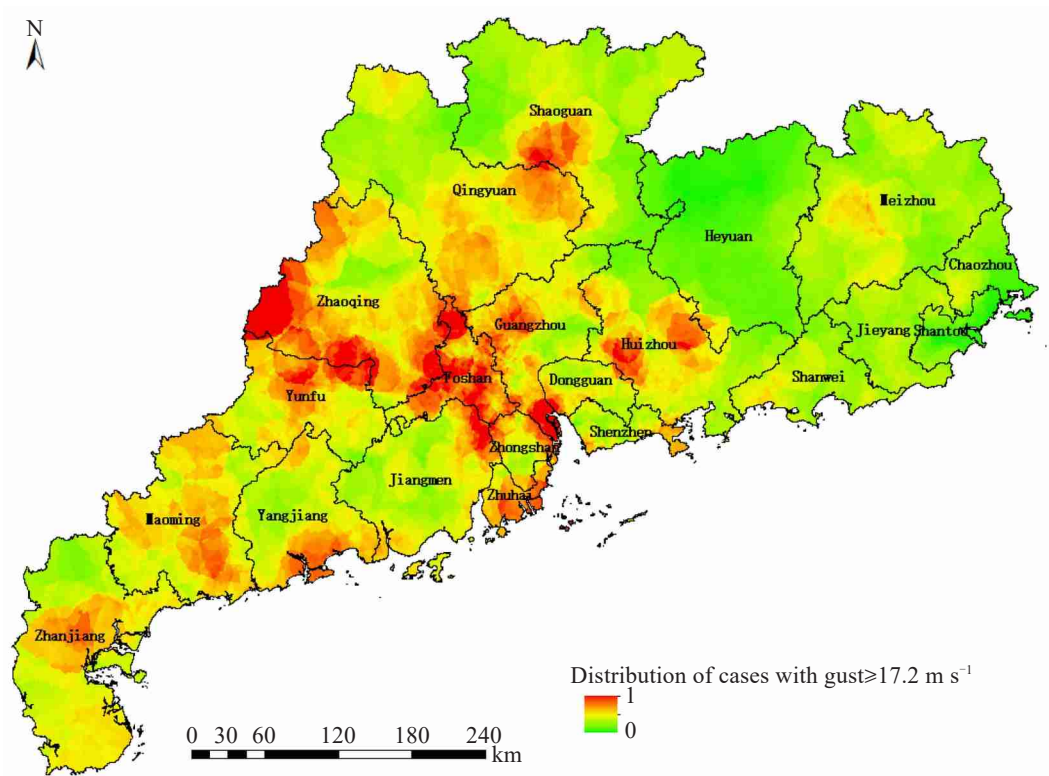 N
Shaoguan
Qingyuan
Meizhou
Heyuan
Chaozhou
Zhaoqing
Guangzhou
Jieyang
Shantou
Huizhou
Foshan
Dongguan
Shanwei
Yunfu
Shenzhen
Zhongshan
Jiangmen
Zhuhai
Maoming
Yangjiang
Zhanjiang
Distribution of cases with gust≥17.2 m s⁻¹
1
0
0 30 60 120 180 240
km